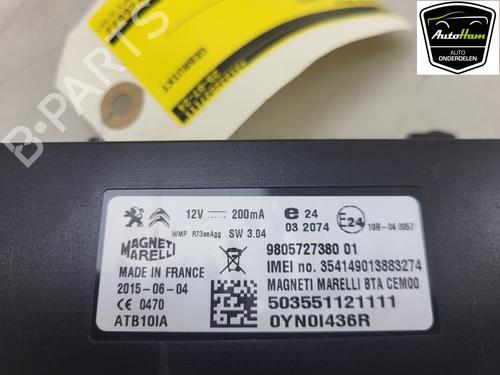 AutoHam
AUTO
ONDERDELEN
GEBRUIKT
B-PARTS
12V 200mA
WMP R73aeAgg SW 3.04
e 24
03 2074
E24
10R-04 0957
MAGNETI
MARELLI
MADE IN FRANCE
2015-06-04
CE 0470
ATB10IA
9805727380 01
IMEI no. 354149013883274
MAGNETI MARELLI BTA CEM00
503551121111
0YN0I436R